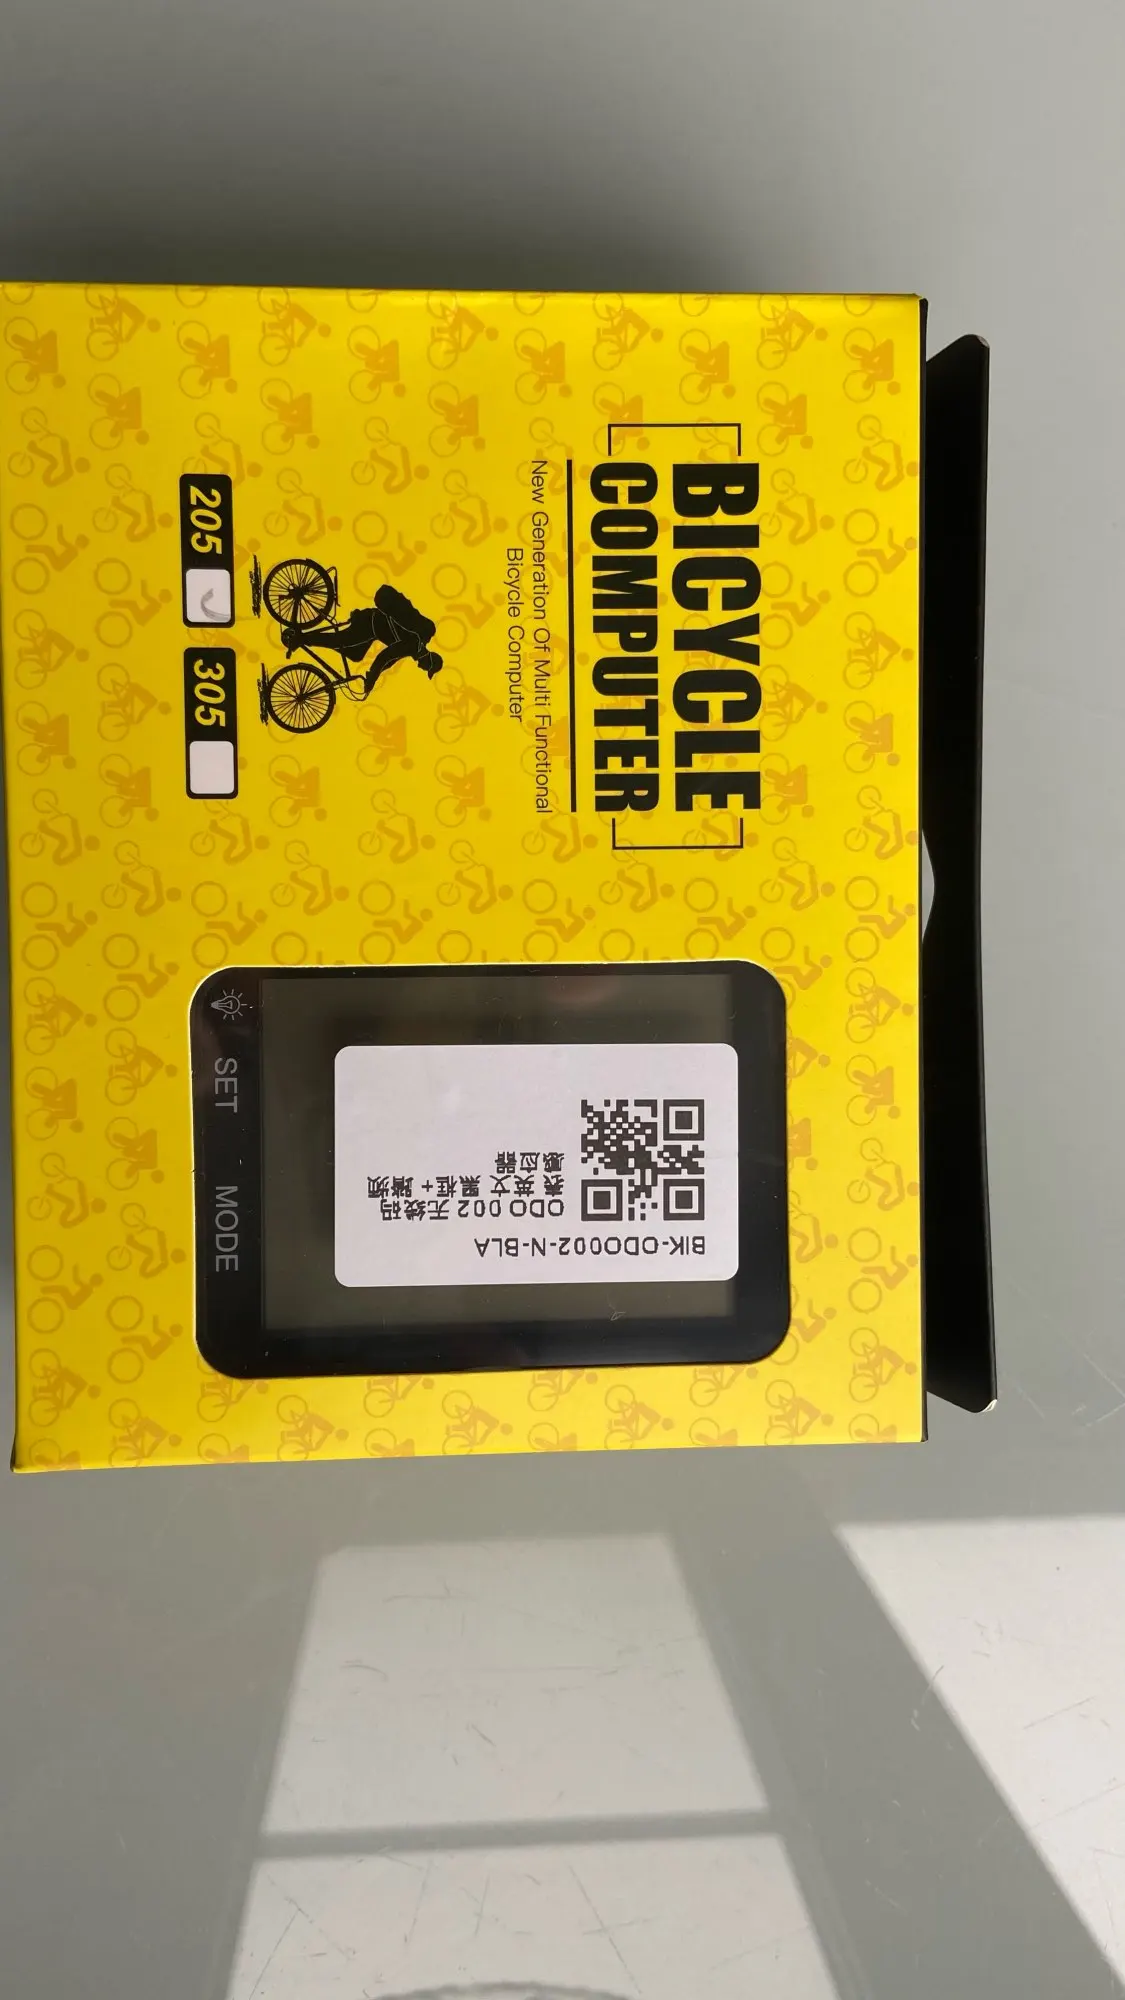 BICYCLE
COMPUTER
New Generation Of Multi Functional
Bicycle Computer
205
305
BIK-ODO002-N-BLA
ODO 002 无线码
表 英文 黑框 + 踏频
感应器
SET
MODE